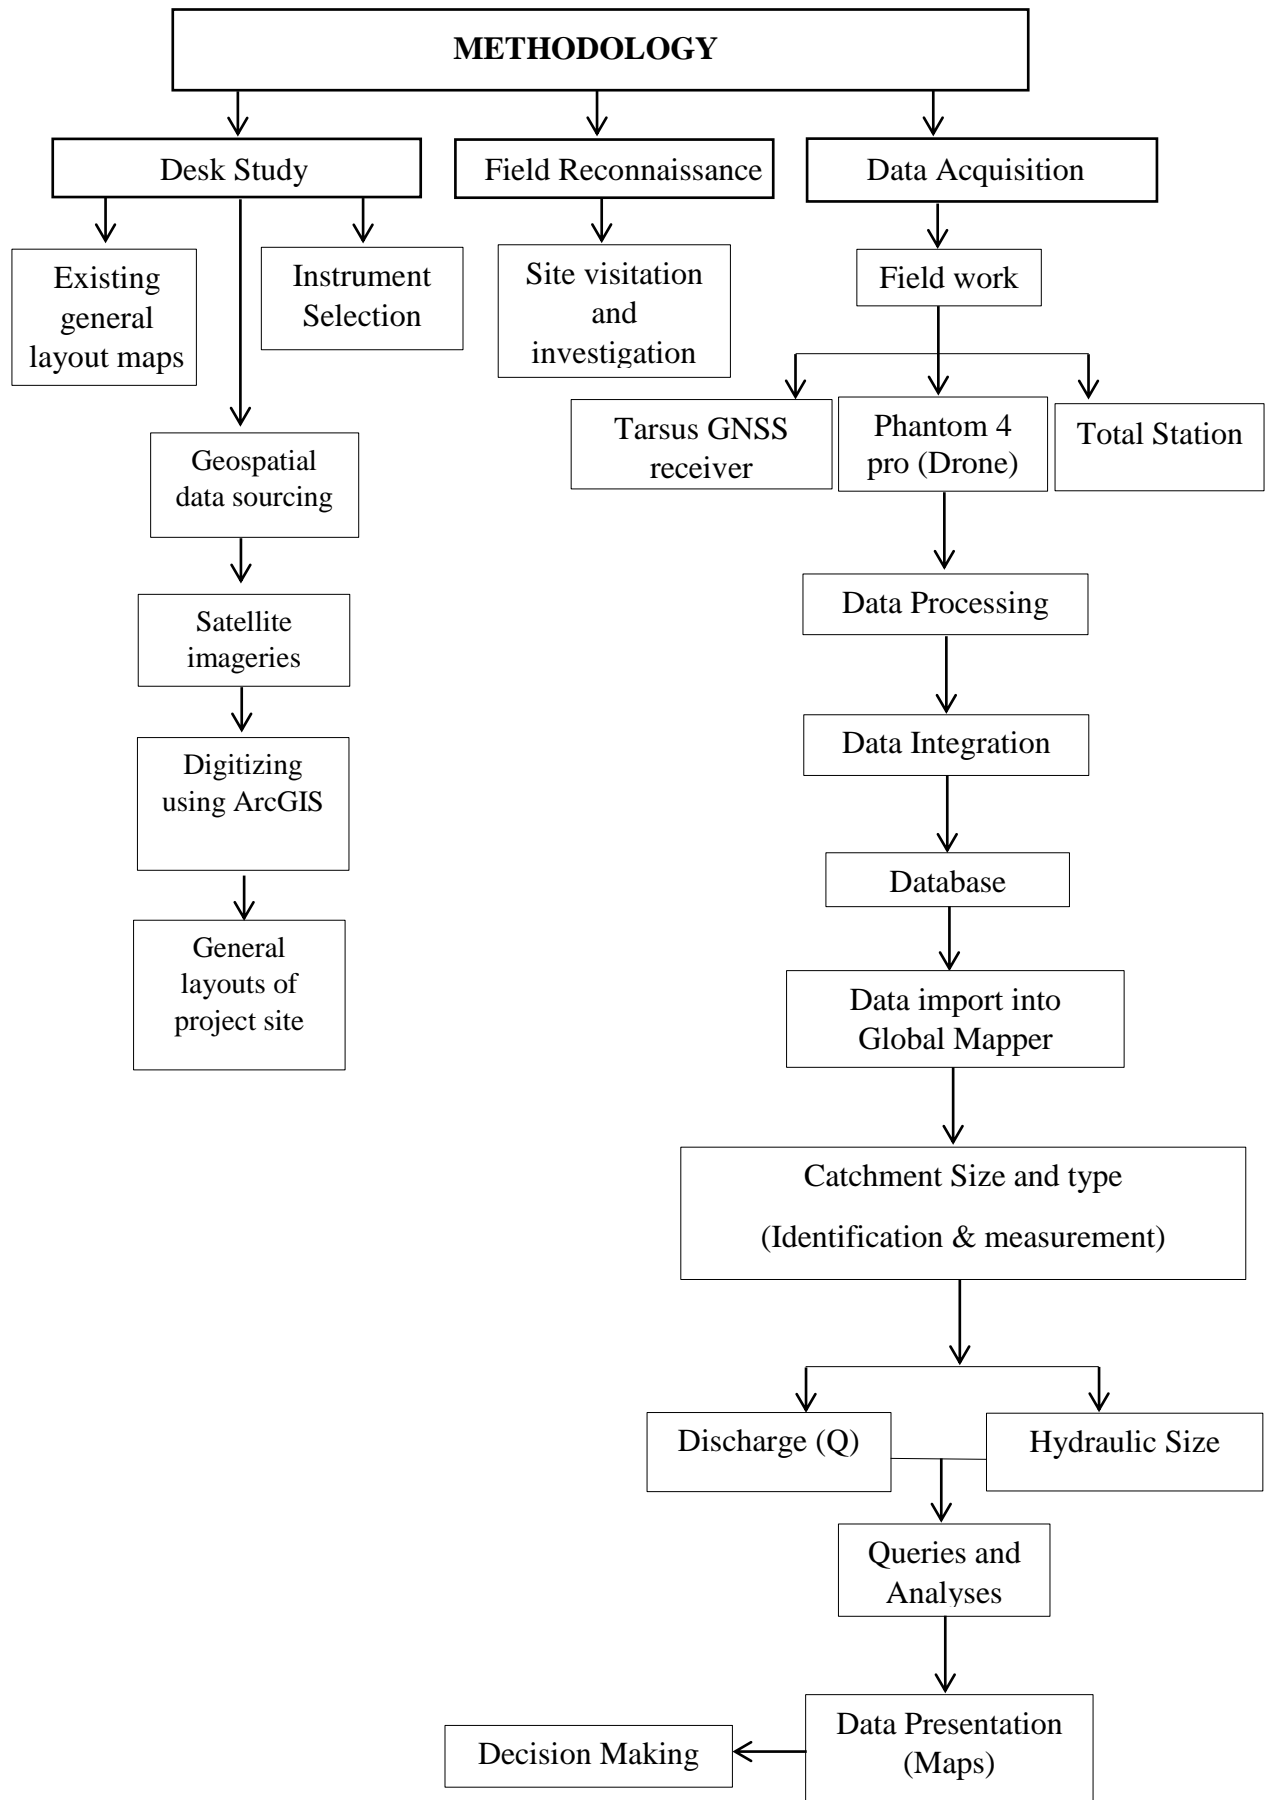 METHODOLOGY
Desk Study
Field Reconnaissance
Data Acquisition
Existing
general
layout maps
Instrument
Selection
Site visitation
and
investigation
Field work
Geospatial
data sourcing
Tarsus GNSS
receiver
Phantom 4
pro (Drone)
Total Station
Satellite
imageries
Data Processing
Digitizing
using ArcGIS
Data Integration
General
layouts of
project site
Database
Data import into
Global Mapper
Catchment Size and type
(Identification & measurement)
Discharge (Q)
Hydraulic Size
Queries and
Analyses
Data Presentation
(Maps)
Decision Making